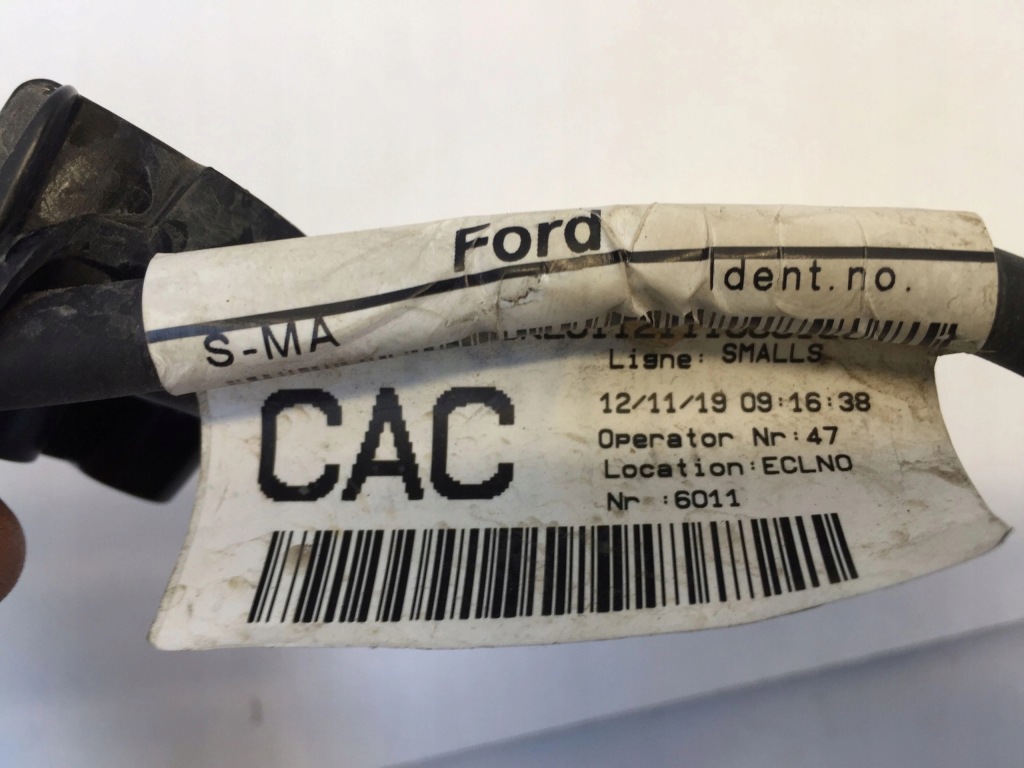 Ford
Ident.no.
S-MA
Ligne: SMALLS
CAC
12/11/19 09:16:38
Operator Nr:47
Location:ECLNO
Nr :6011